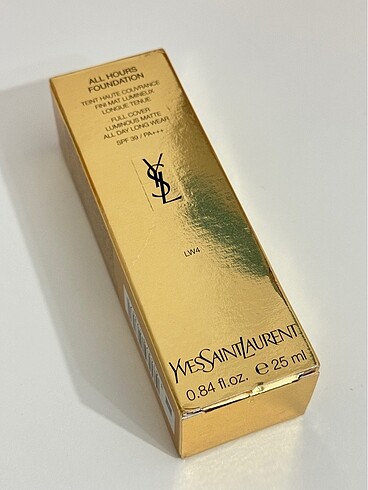 ALL HOURS
FOUNDATION
TEINT HAUTE COUVRANCE
FINI MAT LUMINEUX
LONGUE TENUE
FULL COVER
LUMINOUS MATTE
ALL DAY LONG WEAR
SPF 39 / PA+++
YSL
LW4
YVESSAINTLAURENT
0.84 fl.oz. ℮ 25 ml